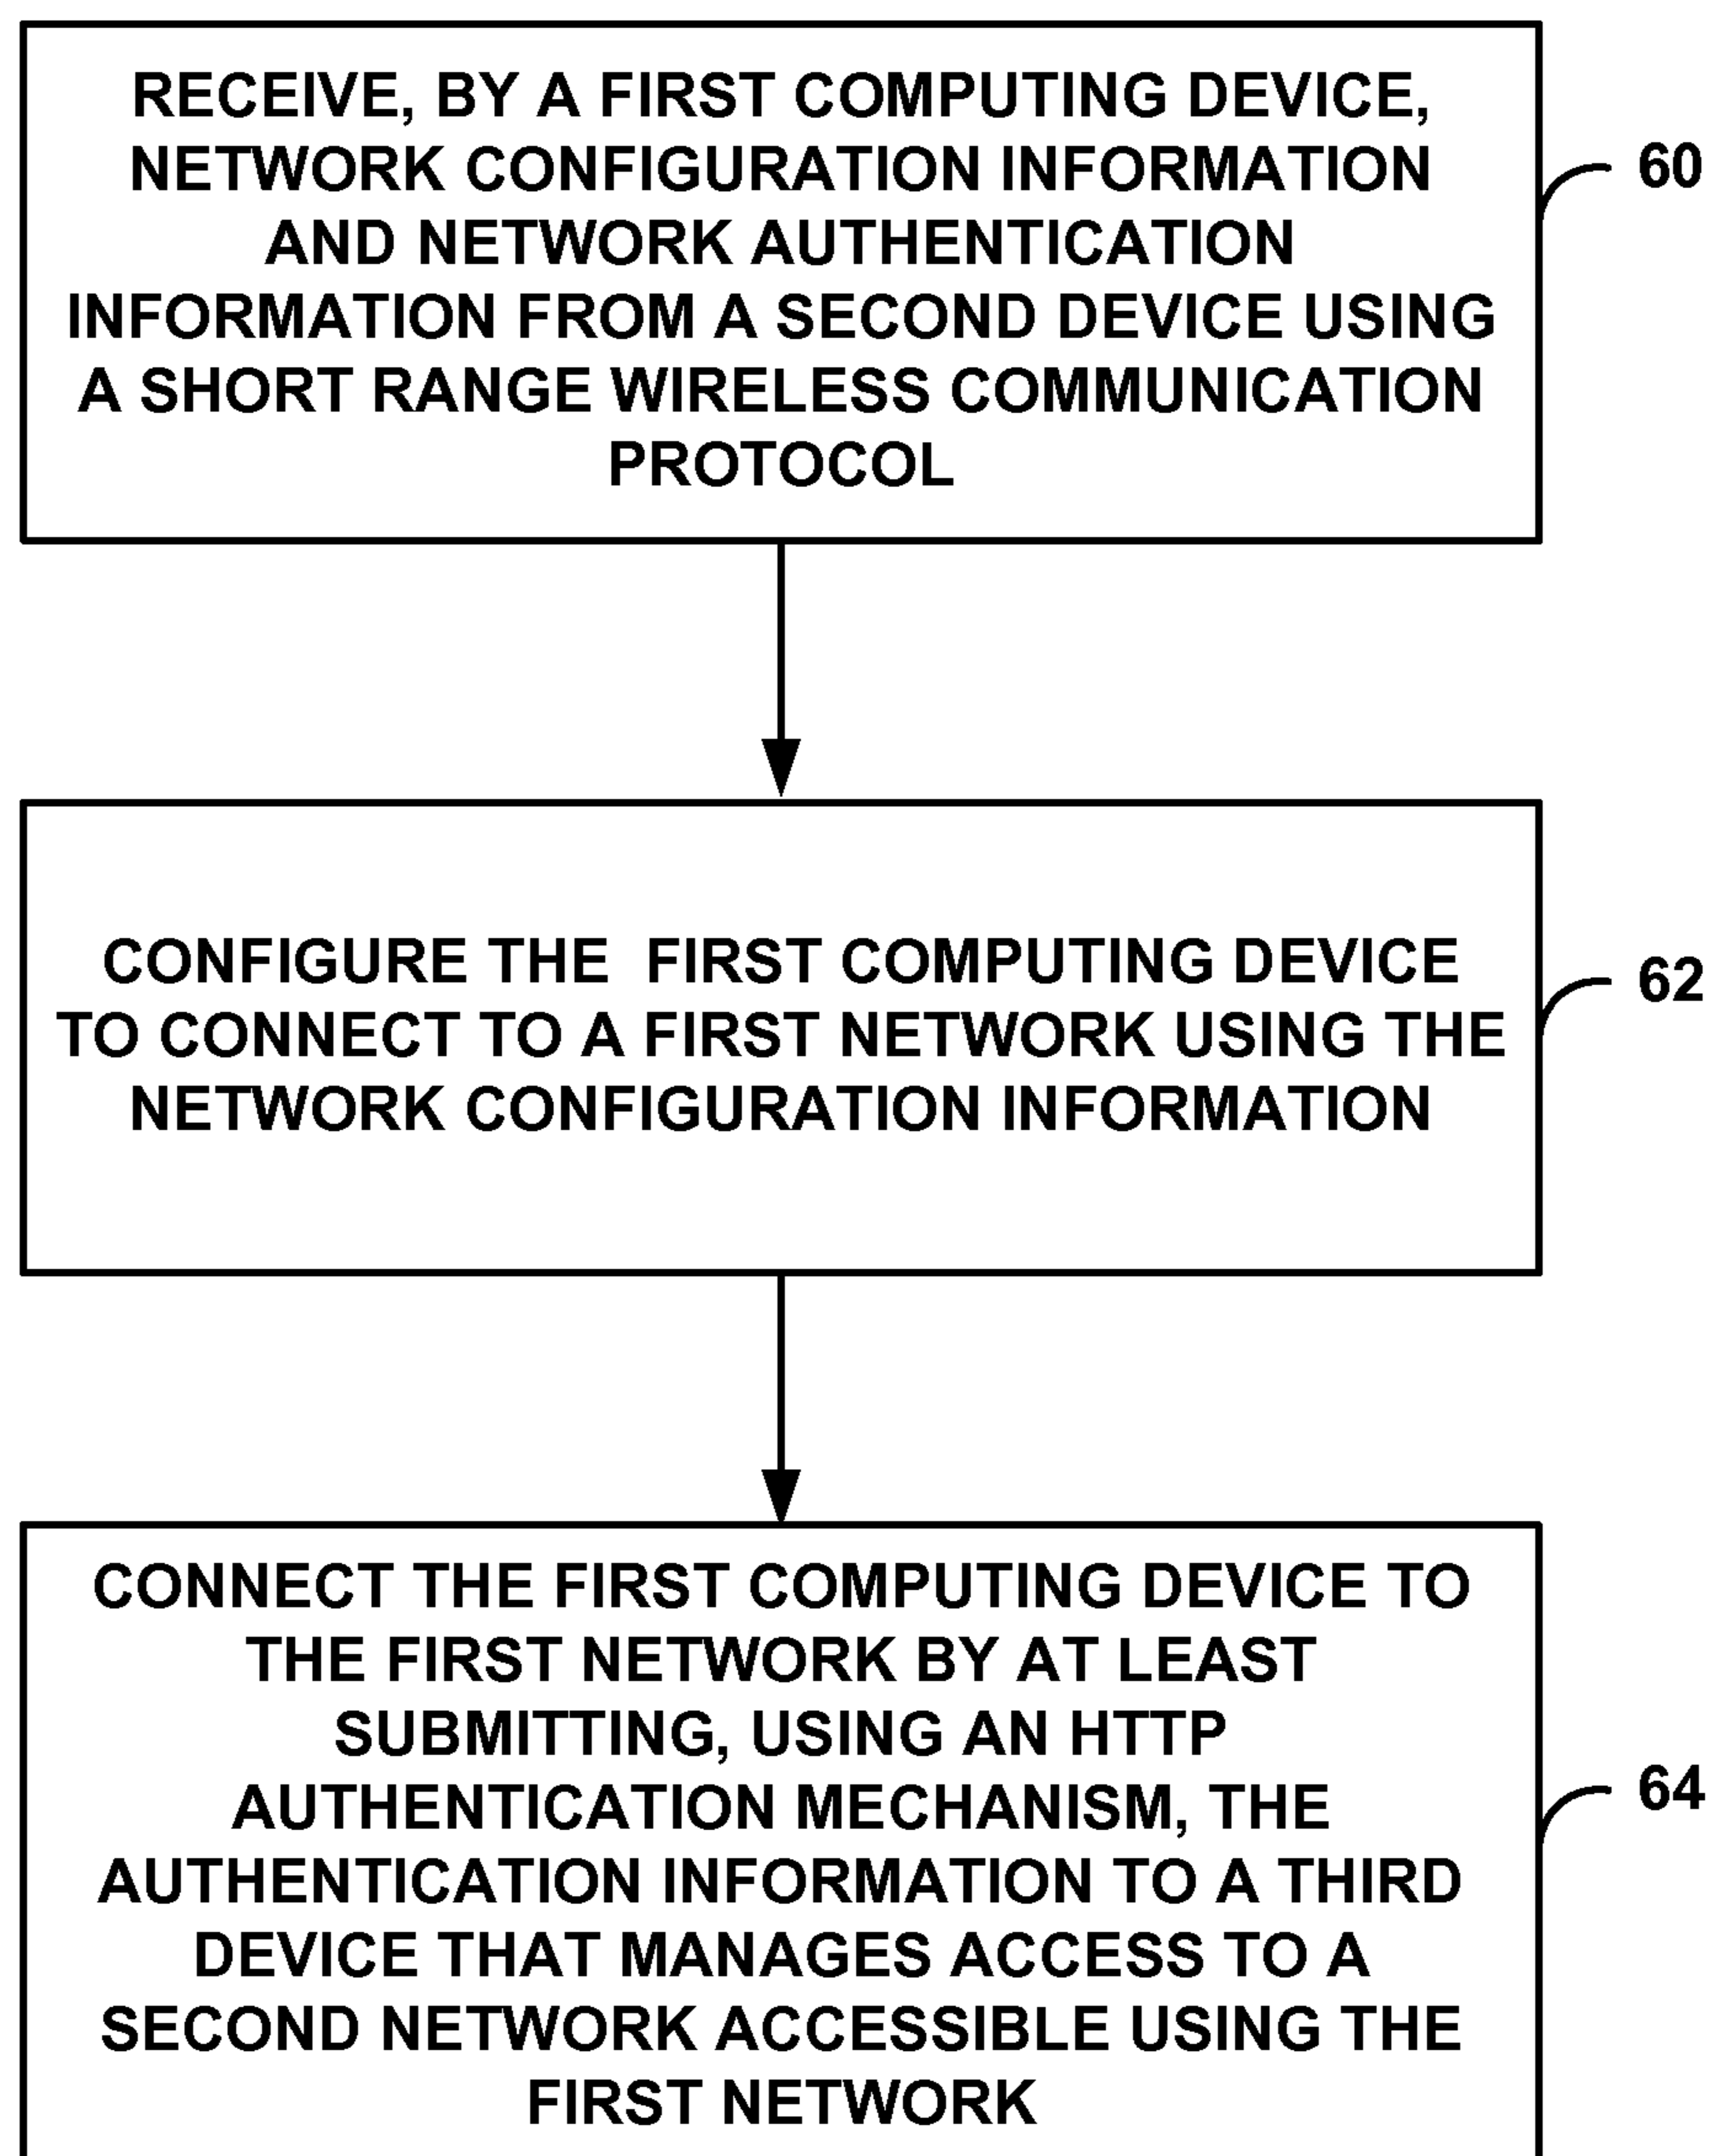 RECEIVE, BY A FIRST COMPUTING DEVICE,
NETWORK CONFIGURATION INFORMATION
AND NETWORK AUTHENTICATION
INFORMATION FROM A SECOND DEVICE USING
A SHORT RANGE WIRELESS COMMUNICATION
PROTOCOL
60
CONFIGURE THE FIRST COMPUTING DEVICE
TO CONNECT TO A FIRST NETWORK USING THE
NETWORK CONFIGURATION INFORMATION
62
CONNECT THE FIRST COMPUTING DEVICE TO
THE FIRST NETWORK BY AT LEAST
SUBMITTING, USING AN HTTP
AUTHENTICATION MECHANISM, THE
AUTHENTICATION INFORMATION TO A THIRD
DEVICE THAT MANAGES ACCESS TO A
SECOND NETWORK ACCESSIBLE USING THE
FIRST NETWORK
64